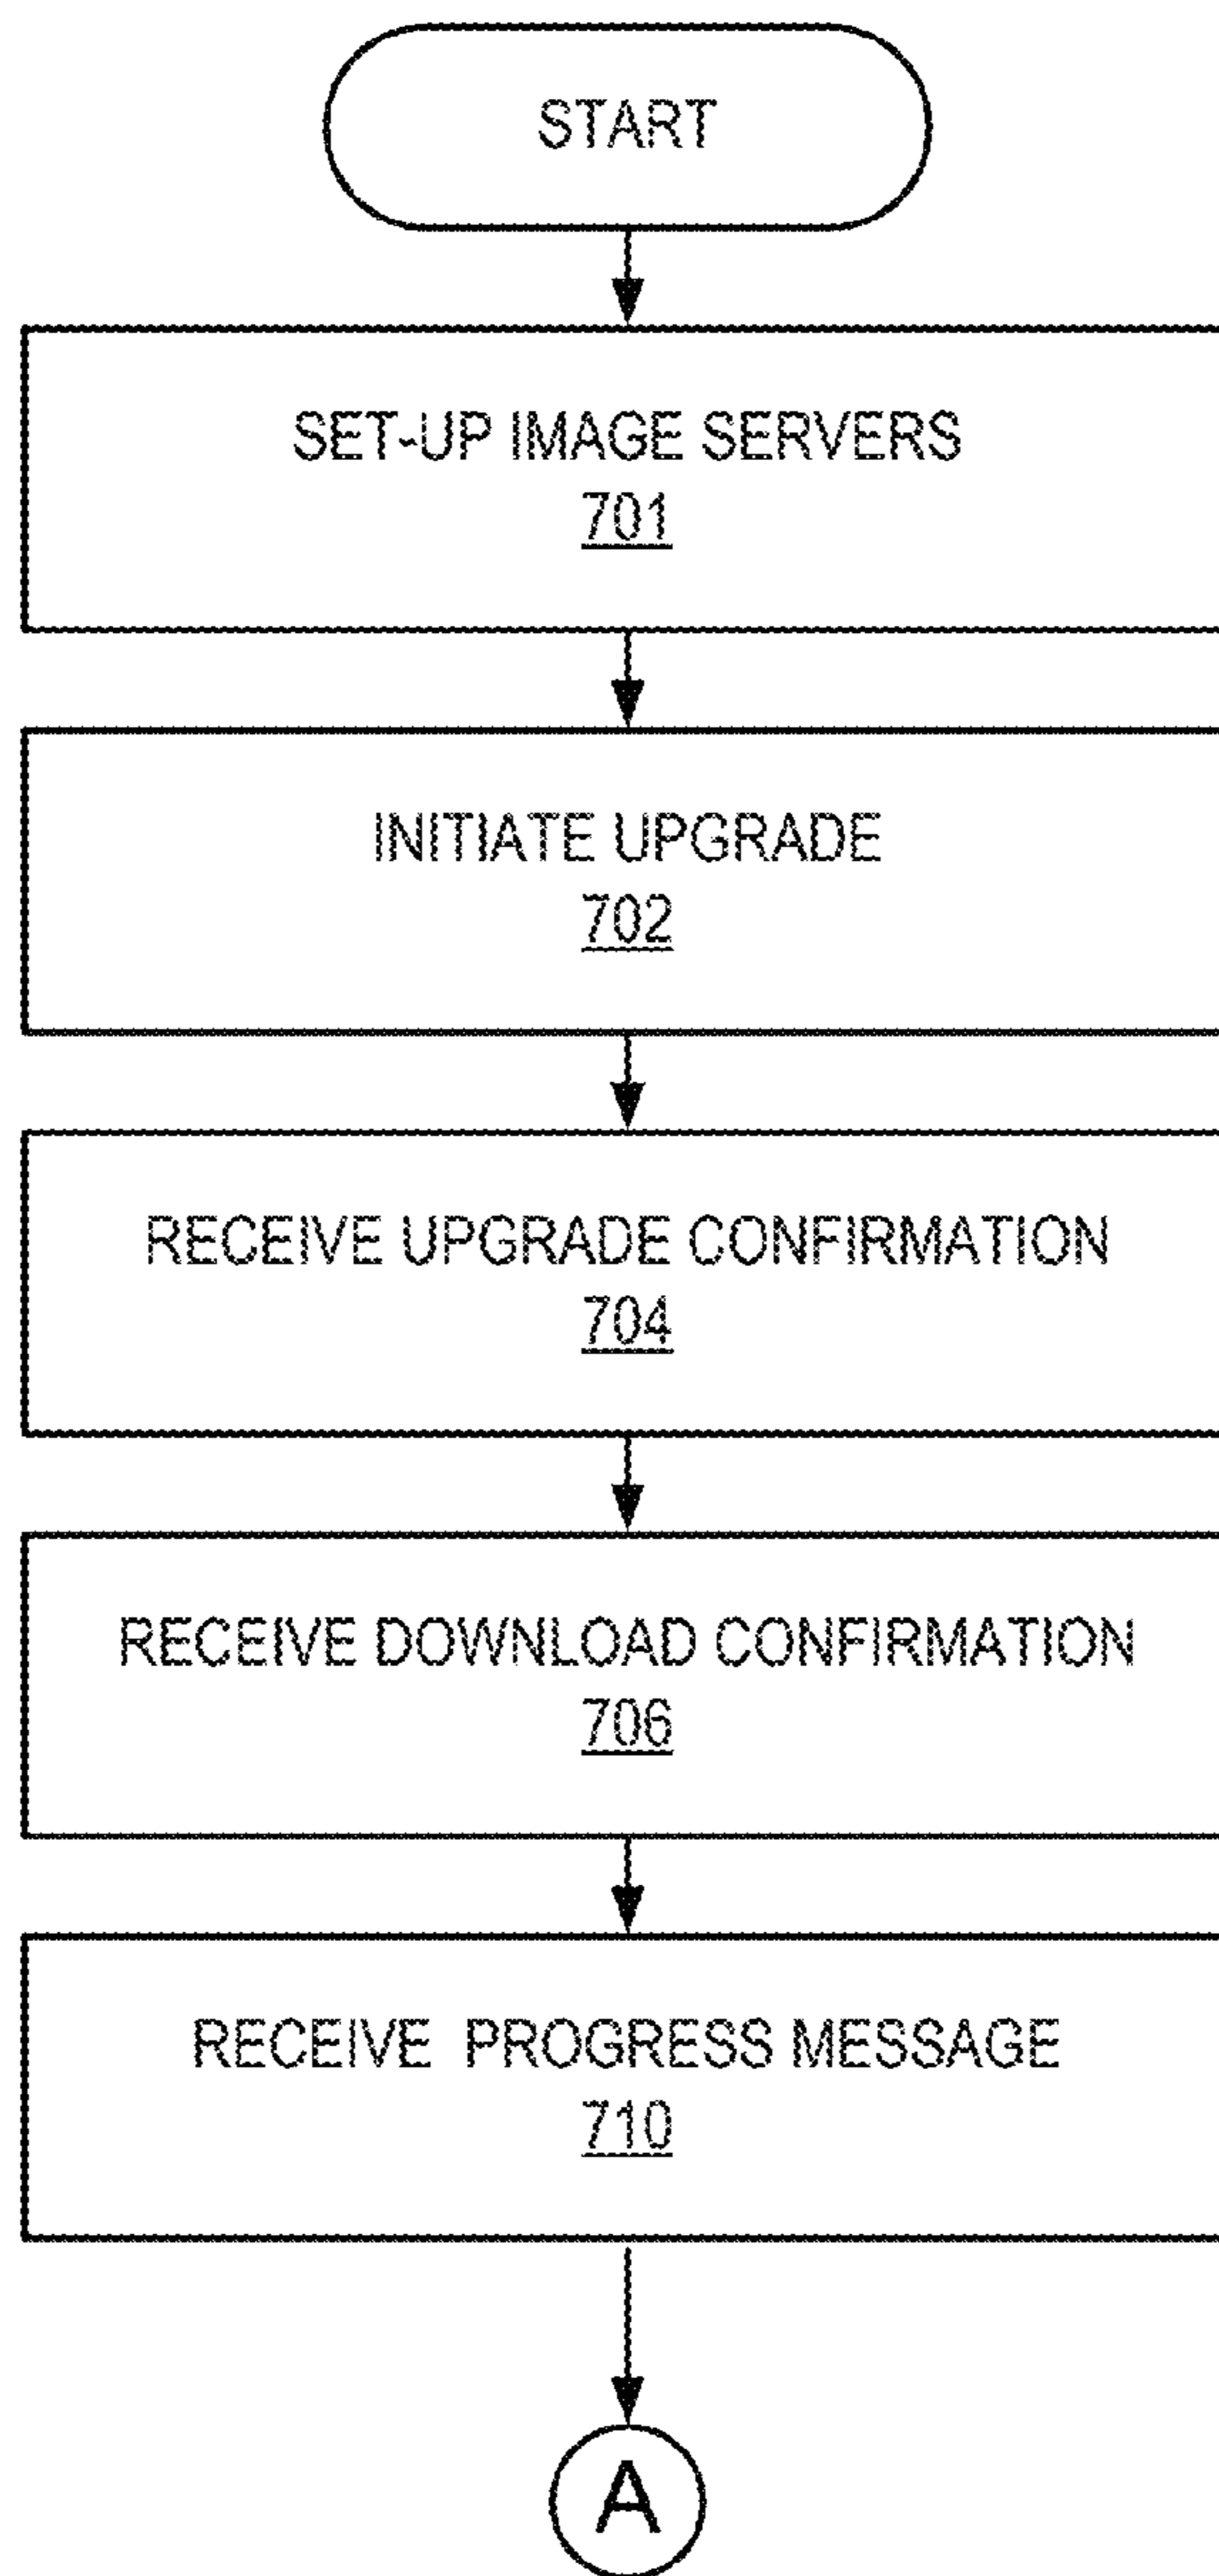 START
SET-UP IMAGE SERVERS
701
INITIATE UPGRADE
702
RECEIVE UPGRADE CONFIRMATION
704
RECEIVE DOWNLOAD CONFIRMATION
706
RECEIVE PROGRESS MESSAGE
710
A